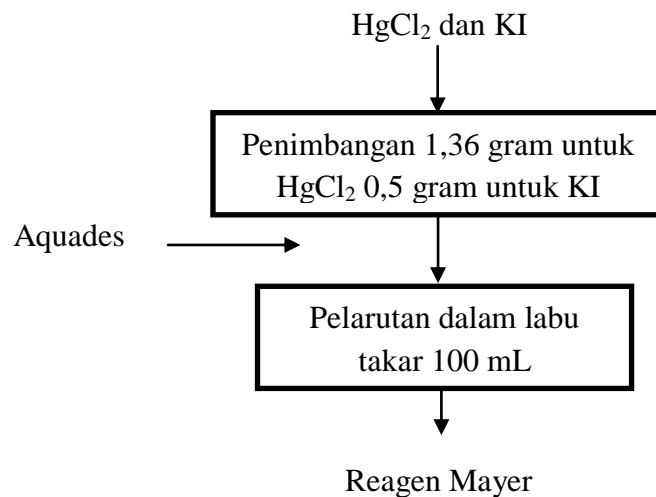 HgCl₂ dan KI
Penimbangan 1,36 gram untuk
HgCl₂ 0,5 gram untuk KI
Aquades
Pelarutan dalam labu
takar 100 mL
Reagen Mayer